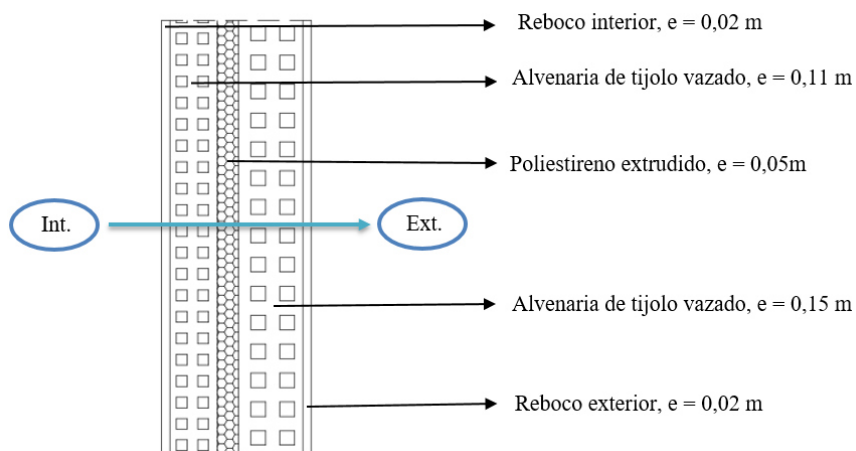 Reboco interior, e = 0,02 m
Alvenaria de tijolo vazado, e = 0,11 m
Poliestireno extrudido, e = 0,05m
Int.
Ext.
Alvenaria de tijolo vazado, e = 0,15 m
Reboco exterior, e = 0,02 m